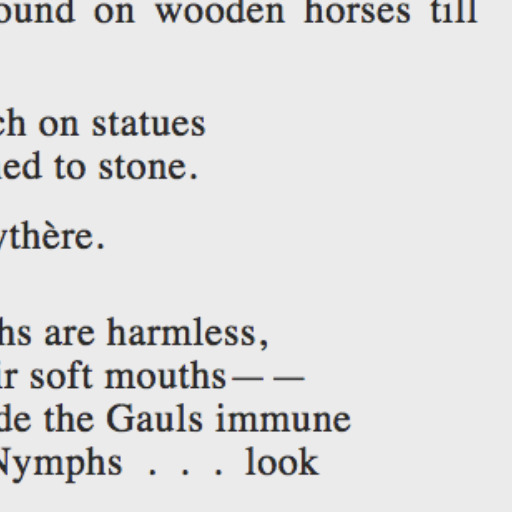 ound on wooden horses till
ch on statues
ed to stone.
ythère.
hs are harmless,
ir soft mouths— —
de the Gauls immune
Nymphs . . . look